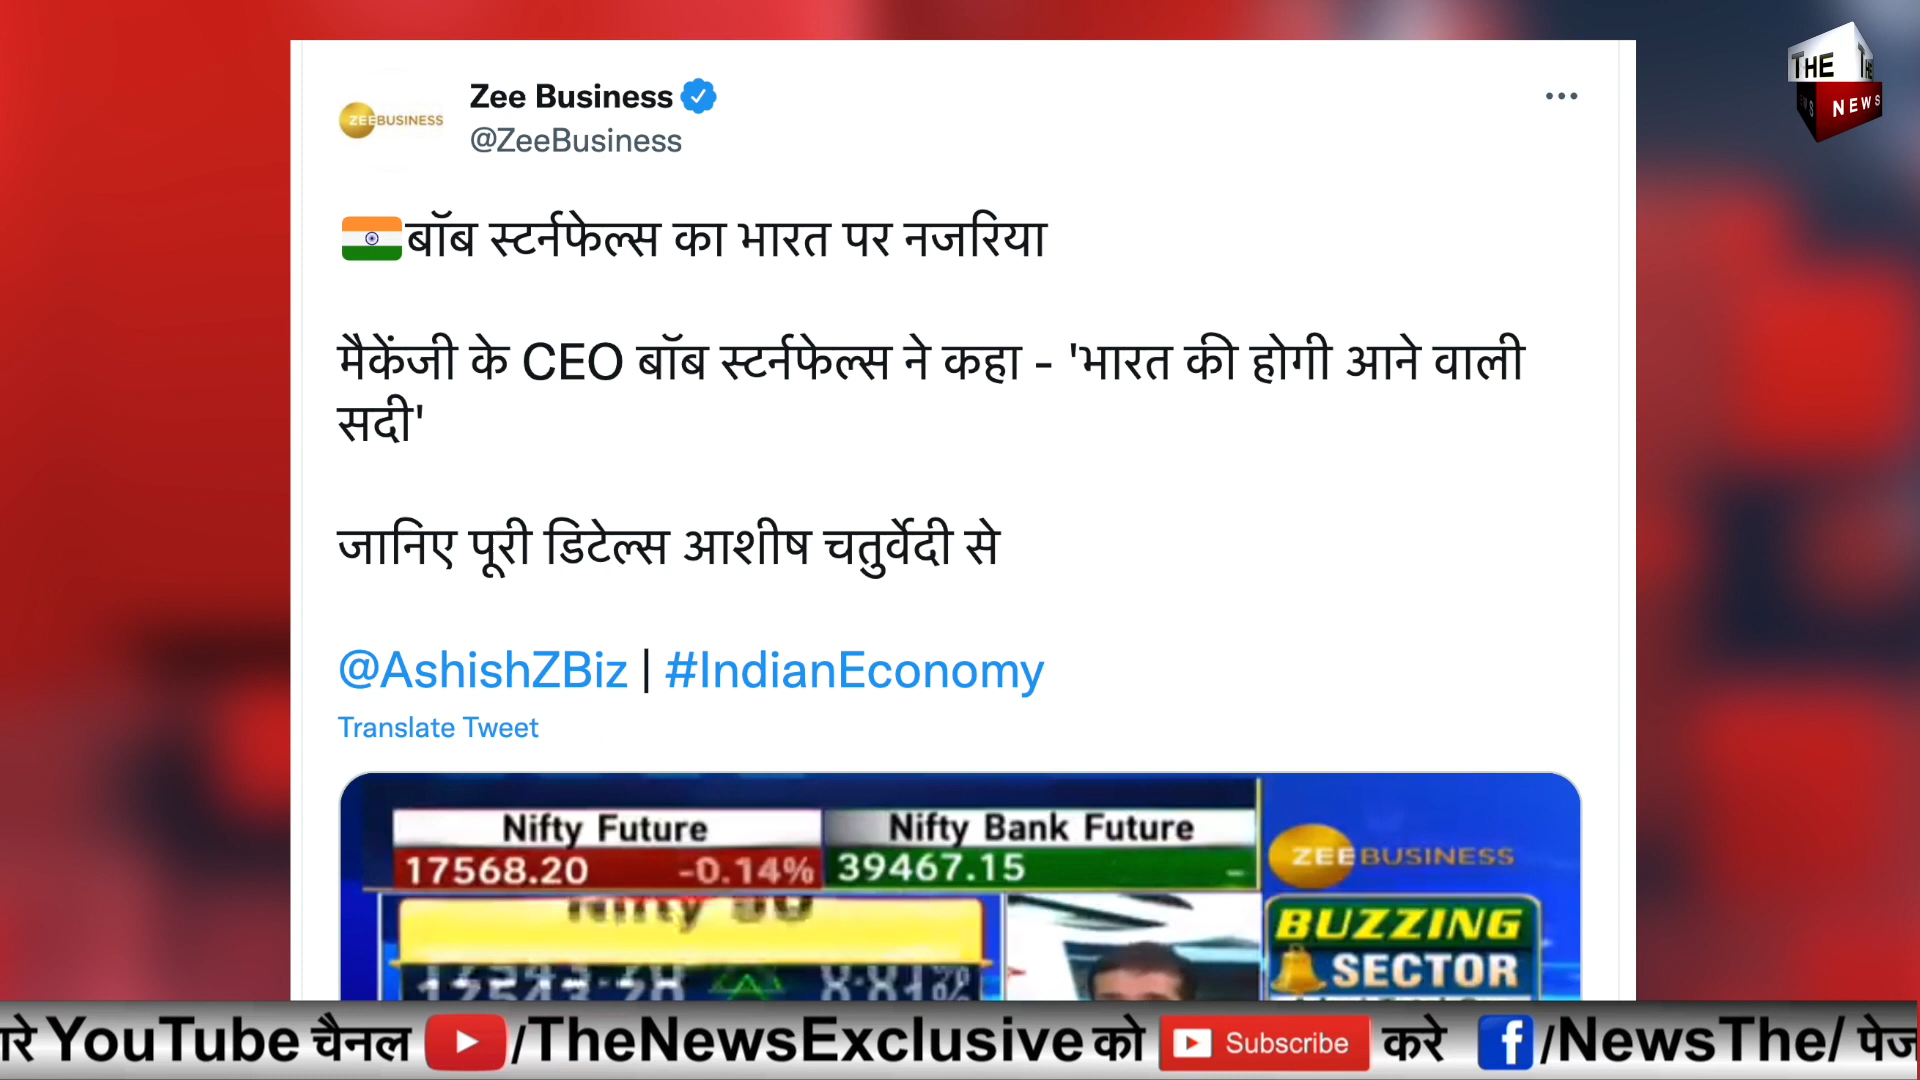 Zee Business
@ZeeBusiness
ZEEBUSINESS
THE
NEWS
बॉब स्टर्नफेल्स का भारत पर नजरिया
मैकेंजी के CEO बॉब स्टर्नफेल्स ने कहा - 'भारत की होगी आने वाली
सदी'
जानिए पूरी डिटेल्स आशीष चतुर्वेदी से
@AshishZBiz | #IndianEconomy
Translate Tweet
Nifty Future
17568.20 -0.14%
Nifty Bank Future
39467.15 -
ZEEBUSINESS
BUZZING
SECTOR
YouTube चैनल /TheNewsExclusive को Subscribe करे f /NewsThe/